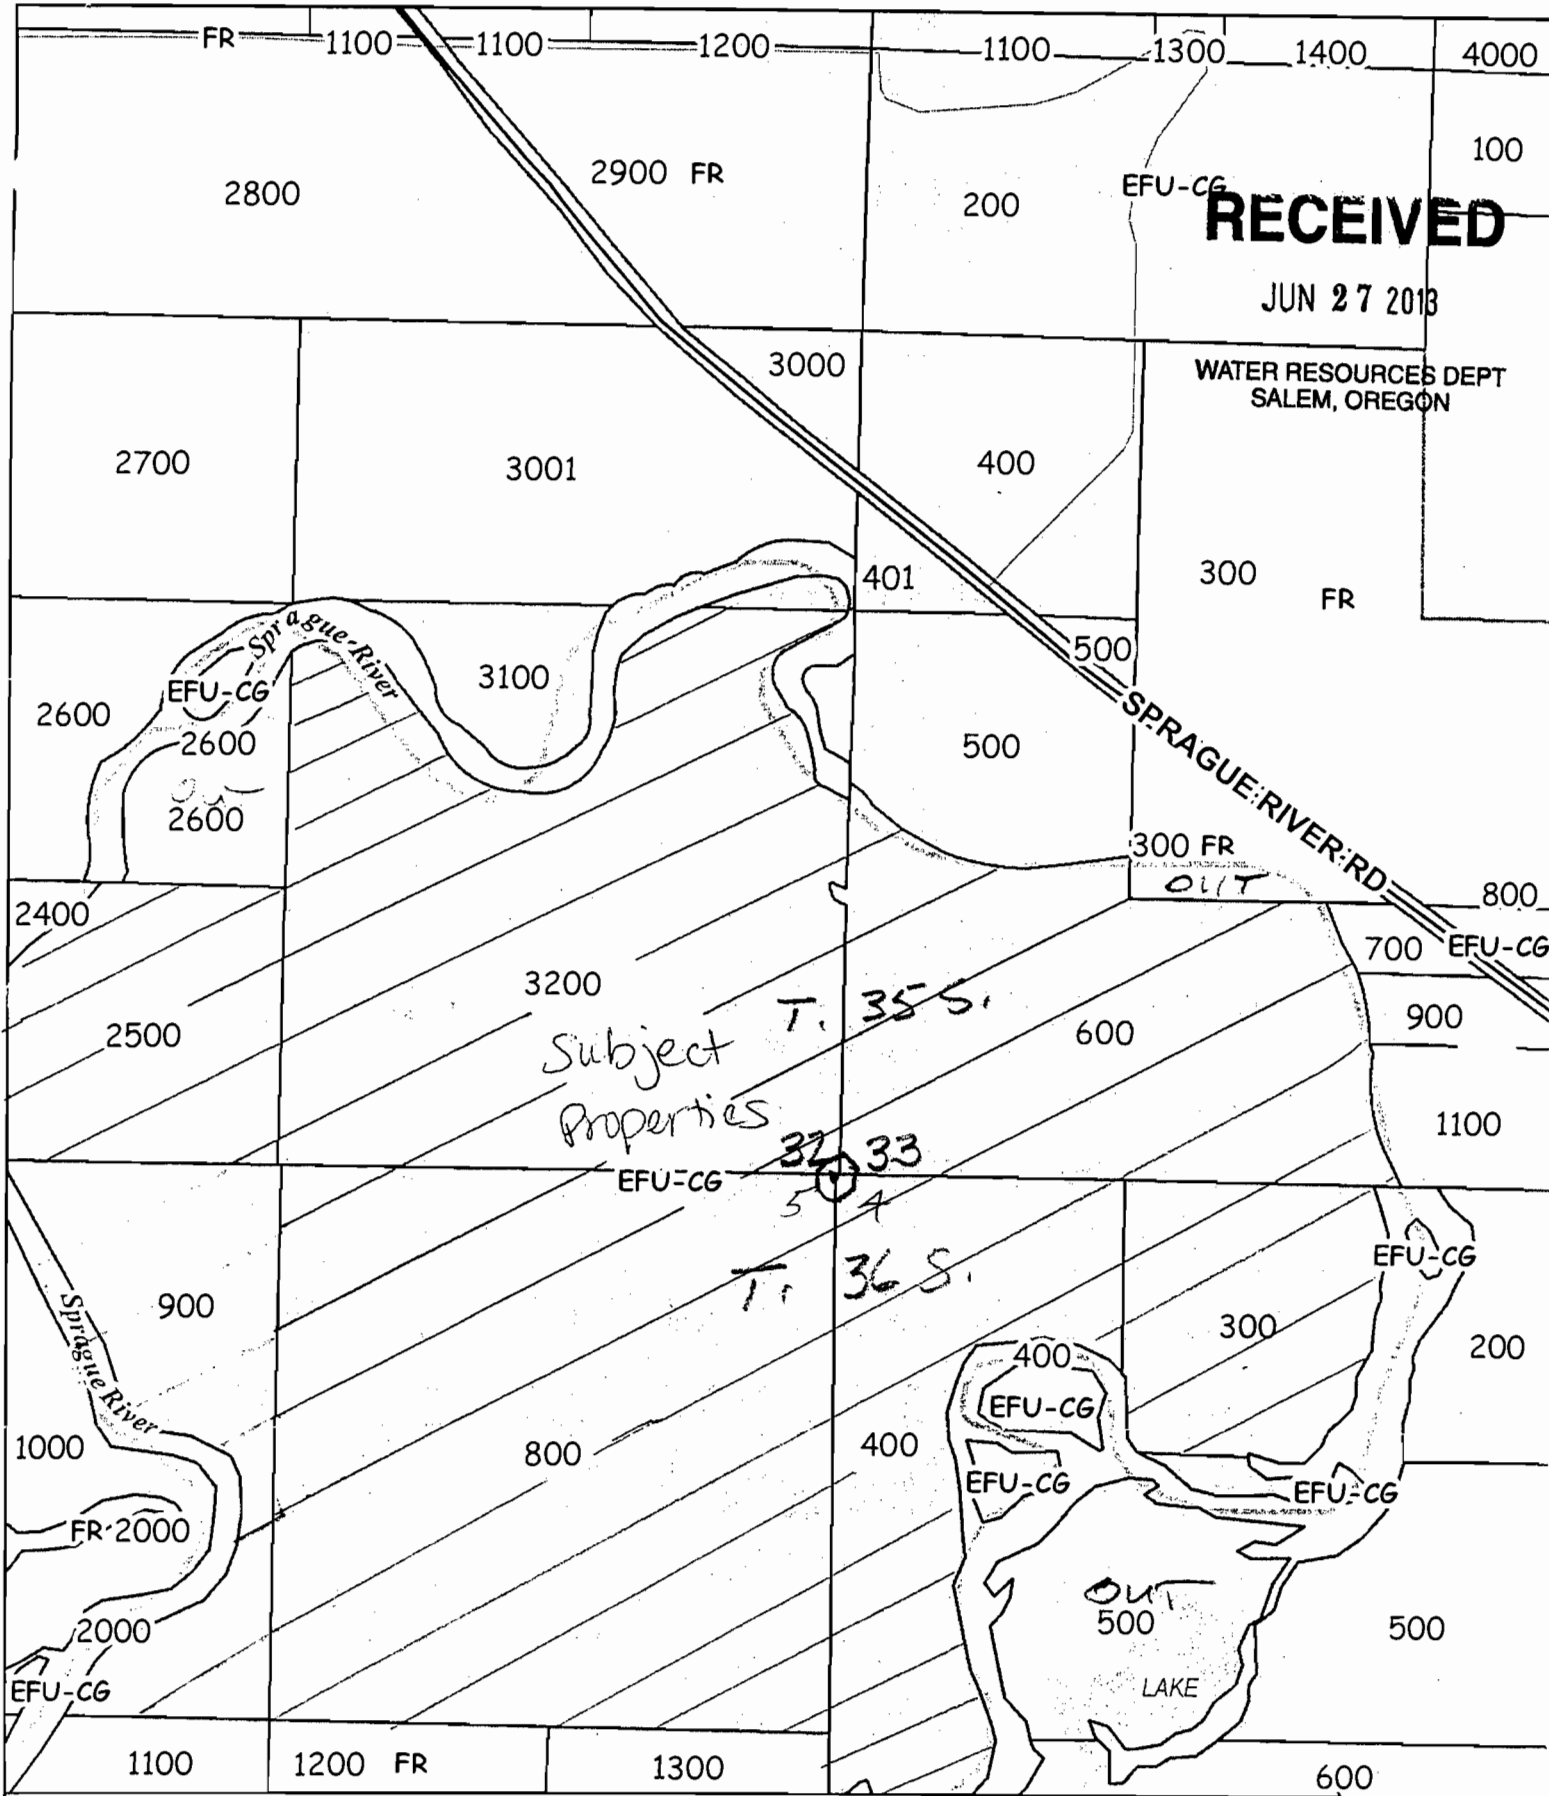 FR 1100 1100 1200 1100 1300 1400 4000
100
2800 2900 FR 200 EFU-CG
RECEIVED
JUN 27 2013
WATER RESOURCES DEPT
SALEM, OREGON
3000
2700 3001 400
401 300 FR
Sprague River
500
EFU-CG 3100
2600 2600 500
SPRAGUE RIVER RD
out
2600
300 FR
OUT
800
2400 700 EFU-CG
3200 T. 35 S.
2500 600 900
Subject
Properties
1100
32 33
EFU-CG
5 4
EFU-CG
T. 36 S.
900 300 200
Sprague River
400
EFU-CG
1000 800 400
EFU-CG EFU-CG
FR 2000
OUT
2000 500 500
EFU-CG LAKE
1100 1200 FR 1300 600